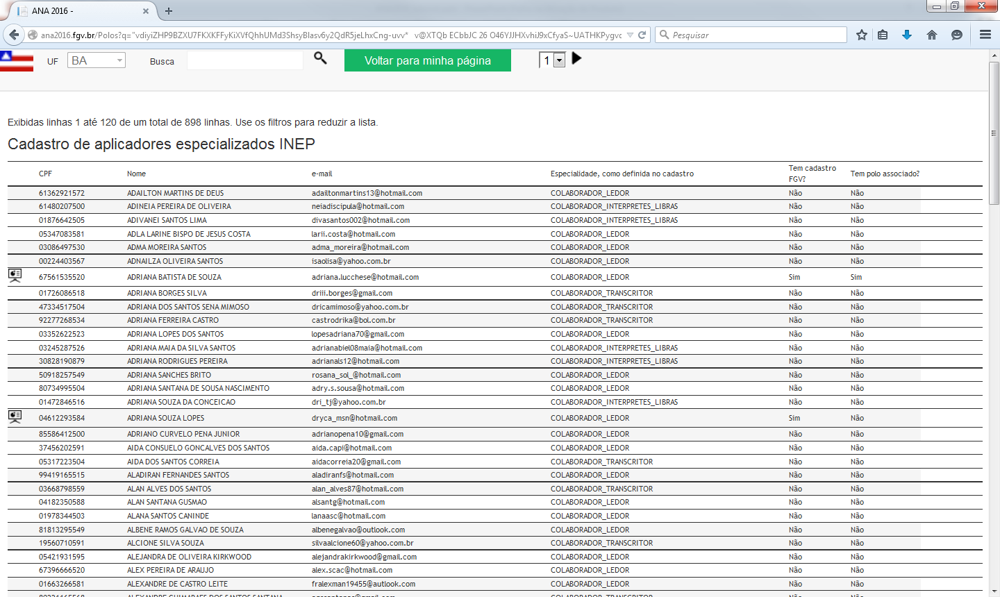 ANA 2016 -
ana2016.fgv.br/Polos?q="vdiyiZHP9BZXU7FKXKFFyKiXVfQhhUMd3ShsyBIasv6y2QdR5jeLhxCng-uvv* v@XTQb ECbbJC 26 O46YJJHXvhiJ9xCfyaS~UATHKPygvc
Pesquisar
UF BA Busca Voltar para minha página 1
Exibidas linhas 1 até 120 de um total de 898 linhas. Use os filtros para reduzir a lista.
Cadastro de aplicadores especializados INEP
CPF Nome e-mail Especialidade, como definida no cadastro Tem cadastro FGV? Tem polo associado?
61362921572 ADAILTON MARTINS DE DEUS adailtonmartins13@hotmail.com COLABORADOR_LEDOR Não Não
61480207500 ADINEIA PEREIRA DE OLIVEIRA neiadiscipula@hotmail.com COLABORADOR_INTERPRETES_LIBRAS Não Não
01876642505 ADIVANEI SANTOS LIMA divasantos002@hotmail.com COLABORADOR_INTERPRETES_LIBRAS Não Não
05347083581 ADLA LARINE BISPO DE JESUS COSTA larii.costa@hotmail.com COLABORADOR_LEDOR Não Não
03086497530 ADMA MOREIRA SANTOS adma_moreira@hotmail.com COLABORADOR_LEDOR Não Não
00224403567 ADNAILZA OLIVEIRA SANTOS isaolisa@yahoo.com.br COLABORADOR_LEDOR Não Não
67561535520 ADRIANA BATISTA DE SOUZA adriana.lucchese@hotmail.com COLABORADOR_LEDOR Sim Sim
01726086518 ADRIANA BORGES SILVA driii.borges@gmail.com COLABORADOR_TRANSCRITOR Não Não
47334517504 ADRIANA DOS SANTOS SENA MIMOSO dricamimoso@yahoo.com.br COLABORADOR_TRANSCRITOR Não Não
92277268534 ADRIANA FERREIRA CASTRO castrodrika@bol.com.br COLABORADOR_TRANSCRITOR Não Não
03352622523 ADRIANA LOPES DOS SANTOS lopesadriana70@gmail.com COLABORADOR_LEDOR Não Não
03245287526 ADRIANA MAIA DA SILVA SANTOS adrianabiel08maia@hotmail.com COLABORADOR_INTERPRETES_LIBRAS Não Não
30828190879 ADRIANA RODRIGUES PEREIRA adrianals12@hotmail.com COLABORADOR_INTERPRETES_LIBRAS Não Não
50918257549 ADRIANA SANCHES BRITO rosana_sol_@hotmail.com COLABORADOR_LEDOR Não Não
80734995504 ADRIANA SANTANA DE SOUSA NASCIMENTO adry.s.sousa@hotmail.com COLABORADOR_LEDOR Não Não
01472846516 ADRIANA SOUZA DA CONCEICAO dri_tj@yahoo.com.br COLABORADOR_INTERPRETES_LIBRAS Não Não
04612293584 ADRIANA SOUZA LOPES dryca_msn@hotmail.com COLABORADOR_LEDOR Sim Não
85586412500 ADRIANO CURVELO PENA JUNIOR adrianopena10@gmail.com COLABORADOR_LEDOR Não Não
37456202591 AIDA CONSUELO GONCALVES DOS SANTOS aida.capi@hotmail.com COLABORADOR_LEDOR Não Não
05317223504 AIDA DOS SANTOS CORREIA aidacorreia20@gmail.com COLABORADOR_TRANSCRITOR Não Não
99419165515 ALADIRAN FERNANDES SANTOS aladiranfs@hotmail.com COLABORADOR_LEDOR Não Não
03668798559 ALAN ALVES DOS SANTOS alan_alves87@hotmail.com COLABORADOR_TRANSCRITOR Não Não
04182350588 ALAN SANTANA GUSMAO alsantg@hotmail.com COLABORADOR_LEDOR Não Não
01978344503 ALANA SANTOS CANINDE lanaasc@hotmail.com COLABORADOR_LEDOR Não Não
81813295549 ALBENE RAMOS GALVAO DE SOUZA albenegalvao@outlook.com COLABORADOR_LEDOR Não Não
19560710591 ALCIONE SILVA SOUZA silvaalcione60@yahoo.com.br COLABORADOR_TRANSCRITOR Não Não
05421931595 ALEJANDRA DE OLIVEIRA KIRKWOOD alejandrakirkwood@gmail.com COLABORADOR_LEDOR Não Não
67396666520 ALEX PEREIRA DE ARAUJO alex.scac@hotmail.com COLABORADOR_LEDOR Não Não
01663266581 ALEXANDRE DE CASTRO LEITE fralexman19455@autlook.com COLABORADOR_LEDOR Não Não